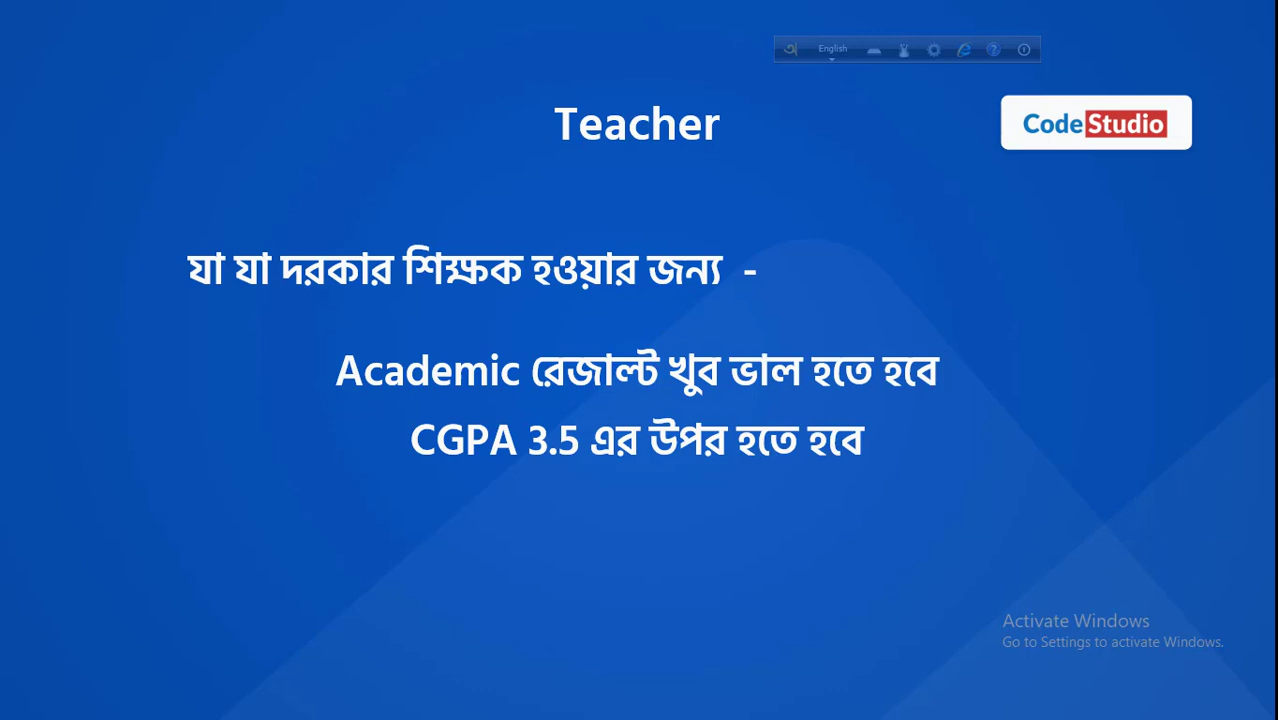 English
Teacher
CodeStudio
যা যা দরকার শিক্ষক হওয়ার জন্য -
Academic রেজাল্ট খুব ভাল হতে হবে
CGPA 3.5 এর উপর হতে হবে
Activate Windows
Go to Settings to activate Windows.